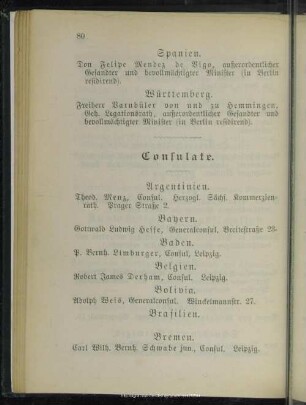 80
Spanien.
Don Felipe Mendez de Vigo, außerordentlicher
Gesandter und bevollmächtigter Minister (in Berlin
residirend).
Württemberg.
Freiherr Varnbüler von und zu Hemmingen,
Geh. Legationsrath, außerordentlicher Gesandter und
bevollmächtigter Minister (in Berlin residirend).
Consulate.
Argentinien.
Theod. Menz, Consul. Herzogl. Sächs. Kommerzien-
rath. Prager Straße 2.
Bayern.
Gottwald Ludwig Hesse, Generalconsul. Breitestraße 23.
Baden.
P. Bernh. Limburger, Consul, Leipzig.
Belgien.
Robert James Derham, Consul. Leipzig.
Bolivia.
Adolph Weis, Generalconsul. Winckelmannstr. 27.
Brasilien.
Bremen.
Carl Wilh. Bernh. Schwabe jun., Consul. Leipzig.